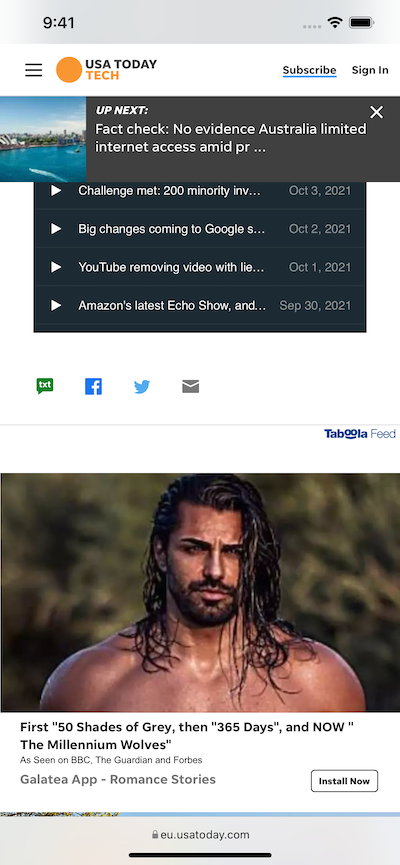 9:41
USA TODAY
TECH
Subscribe
Sign In
UP NEXT:
Fact check: No evidence Australia limited
internet access amid pr ...
Challenge met: 200 minority inv... Oct 3, 2021
Big changes coming to Google s... Oct 2, 2021
YouTube removing video with lie... Oct 1, 2021
Amazon's latest Echo Show, and... Sep 30, 2021
txt
Taboola Feed
First "50 Shades of Grey, then "365 Days", and NOW "
The Millennium Wolves"
As Seen on BBC, The Guardian and Forbes
Galatea App - Romance Stories
Install Now
eu.usatoday.com